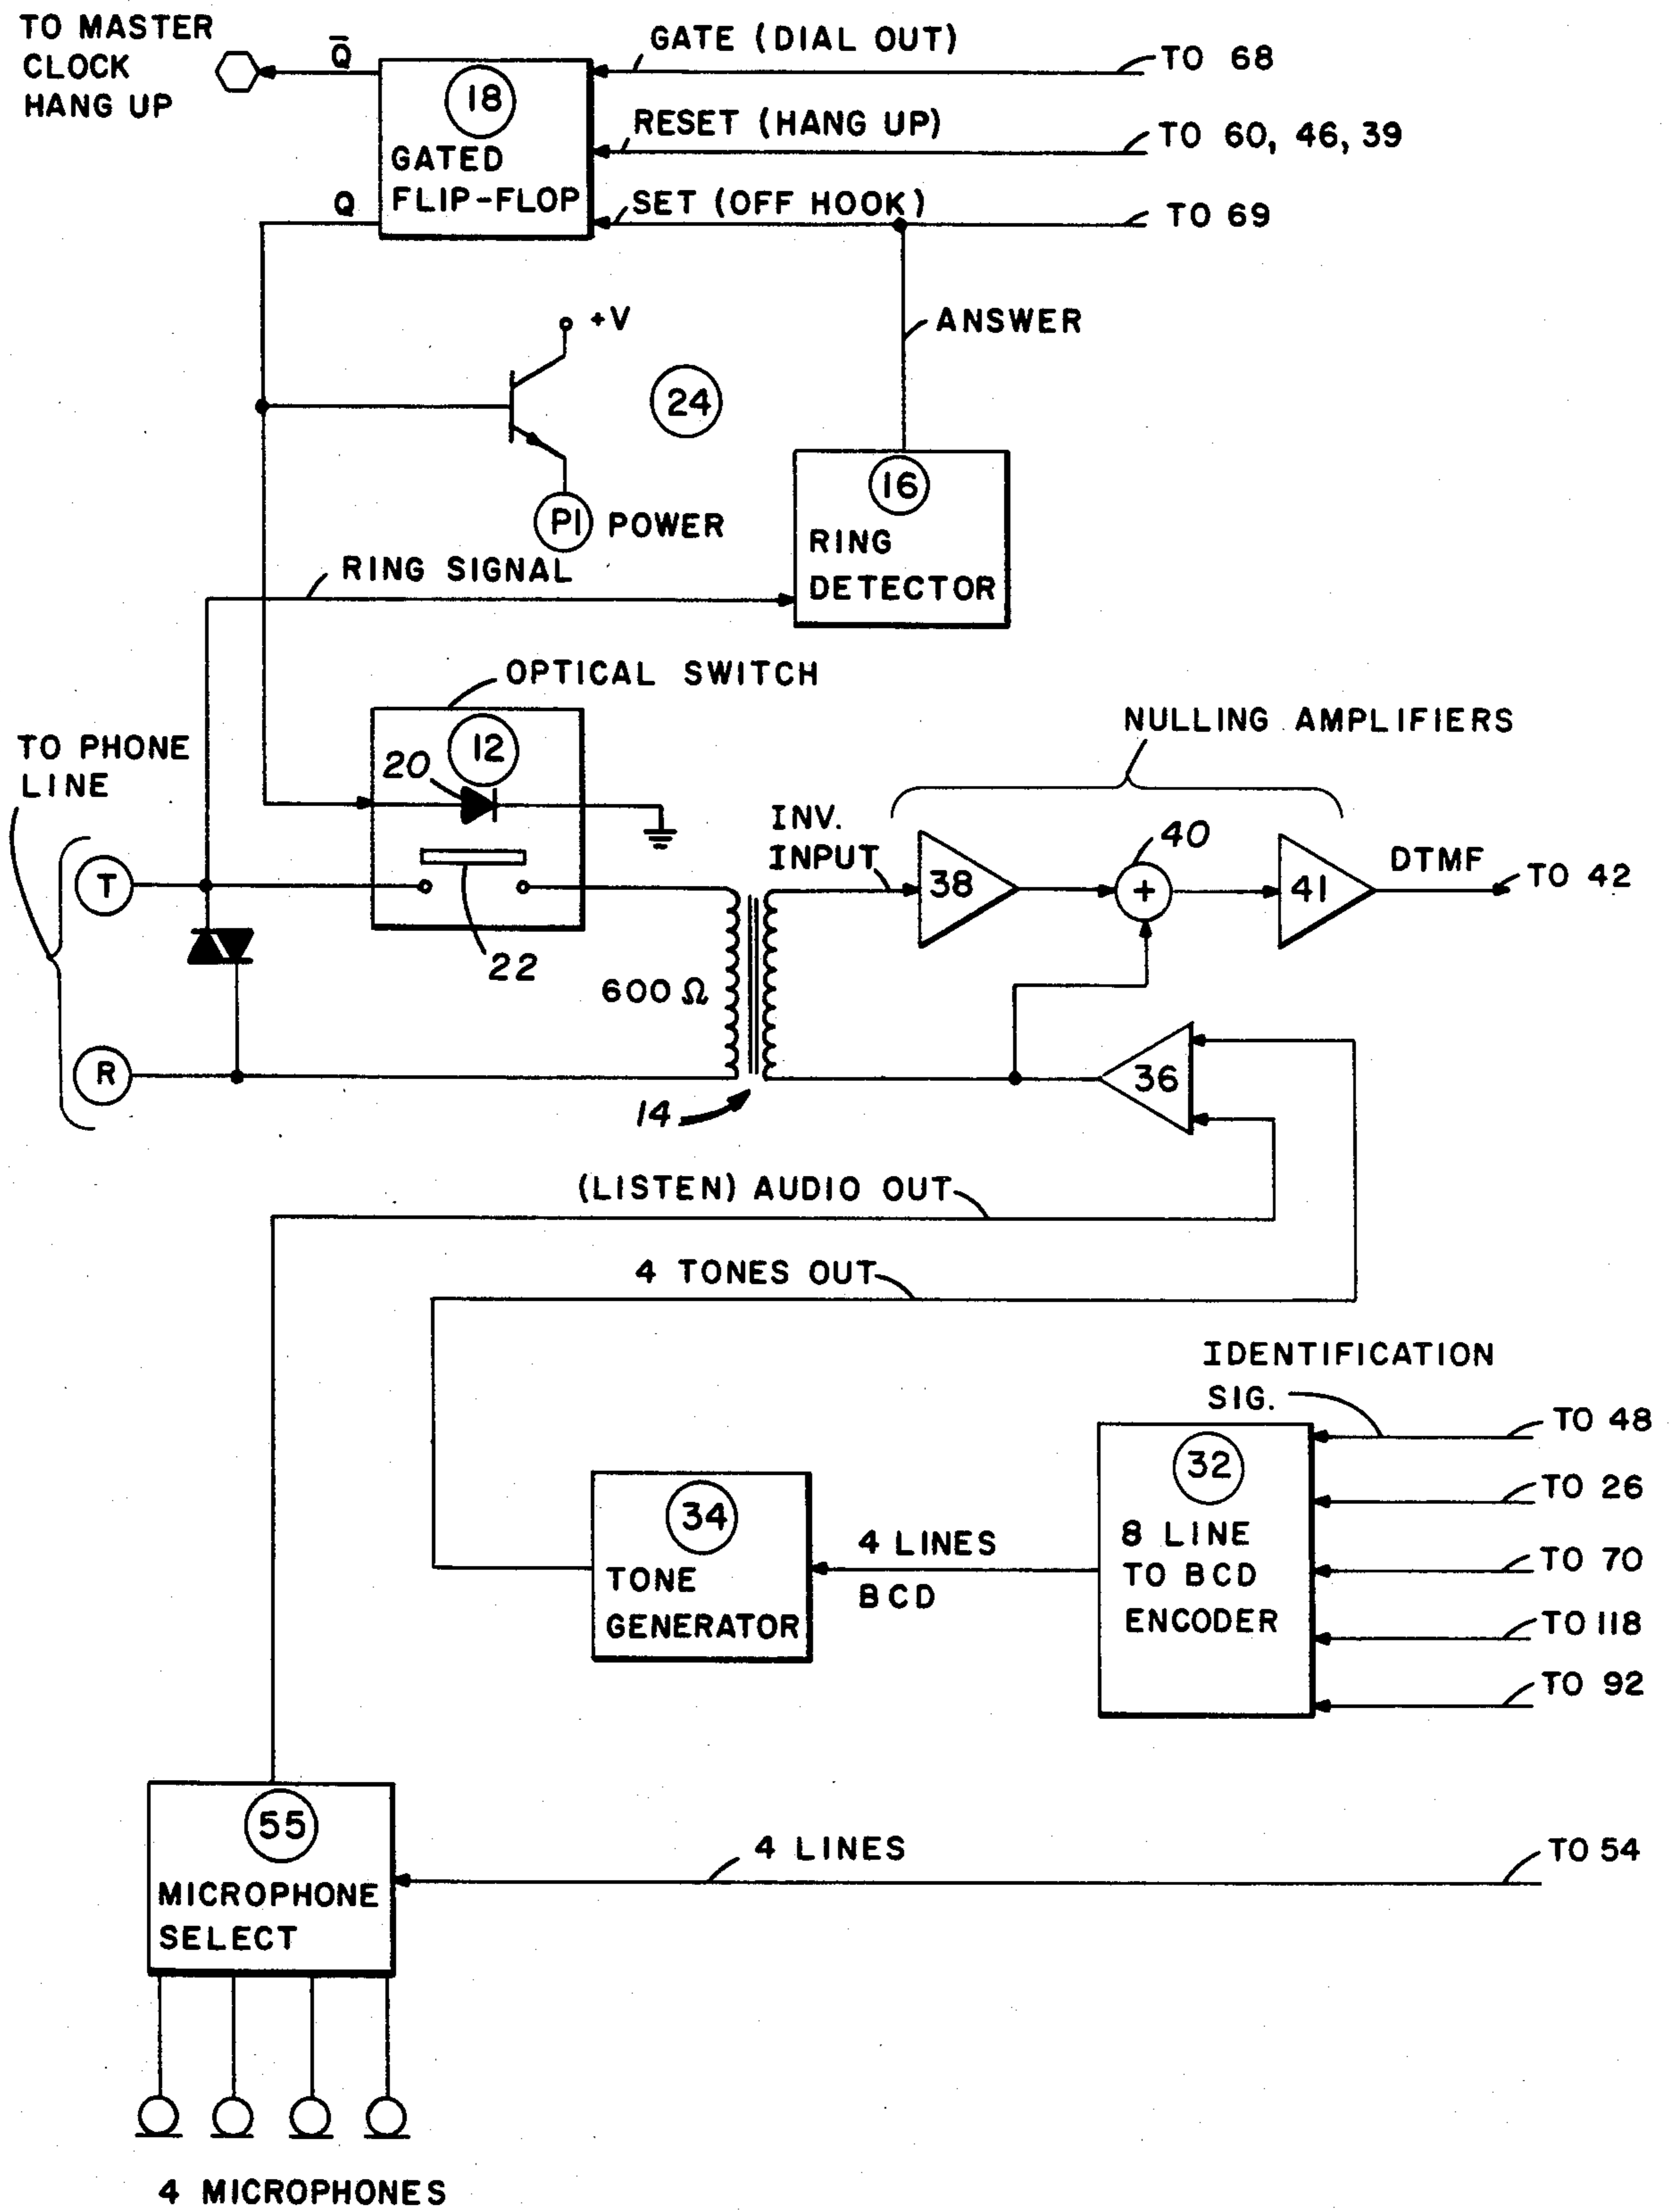 TO MASTER
CLOCK
HANG UP
Q̅
18
GATED
FLIP-FLOP
Q
GATE (DIAL OUT)
TO 68
RESET (HANG UP)
TO 60, 46, 39
SET (OFF HOOK)
TO 69
+V
24
ANSWER
P1 POWER
16
RING
DETECTOR
RING SIGNAL
OPTICAL SWITCH
12
20
22
TO PHONE
LINE
T
R
600 Ω
14
NULLING AMPLIFIERS
INV.
INPUT
38
40
+
41
DTMF
TO 42
36
(LISTEN) AUDIO OUT
4 TONES OUT
IDENTIFICATION
SIG.
TO 48
TO 26
TO 70
TO 118
TO 92
32
8 LINE
TO BCD
ENCODER
4 LINES
BCD
34
TONE
GENERATOR
55
MICROPHONE
SELECT
4 LINES
TO 54
4 MICROPHONES